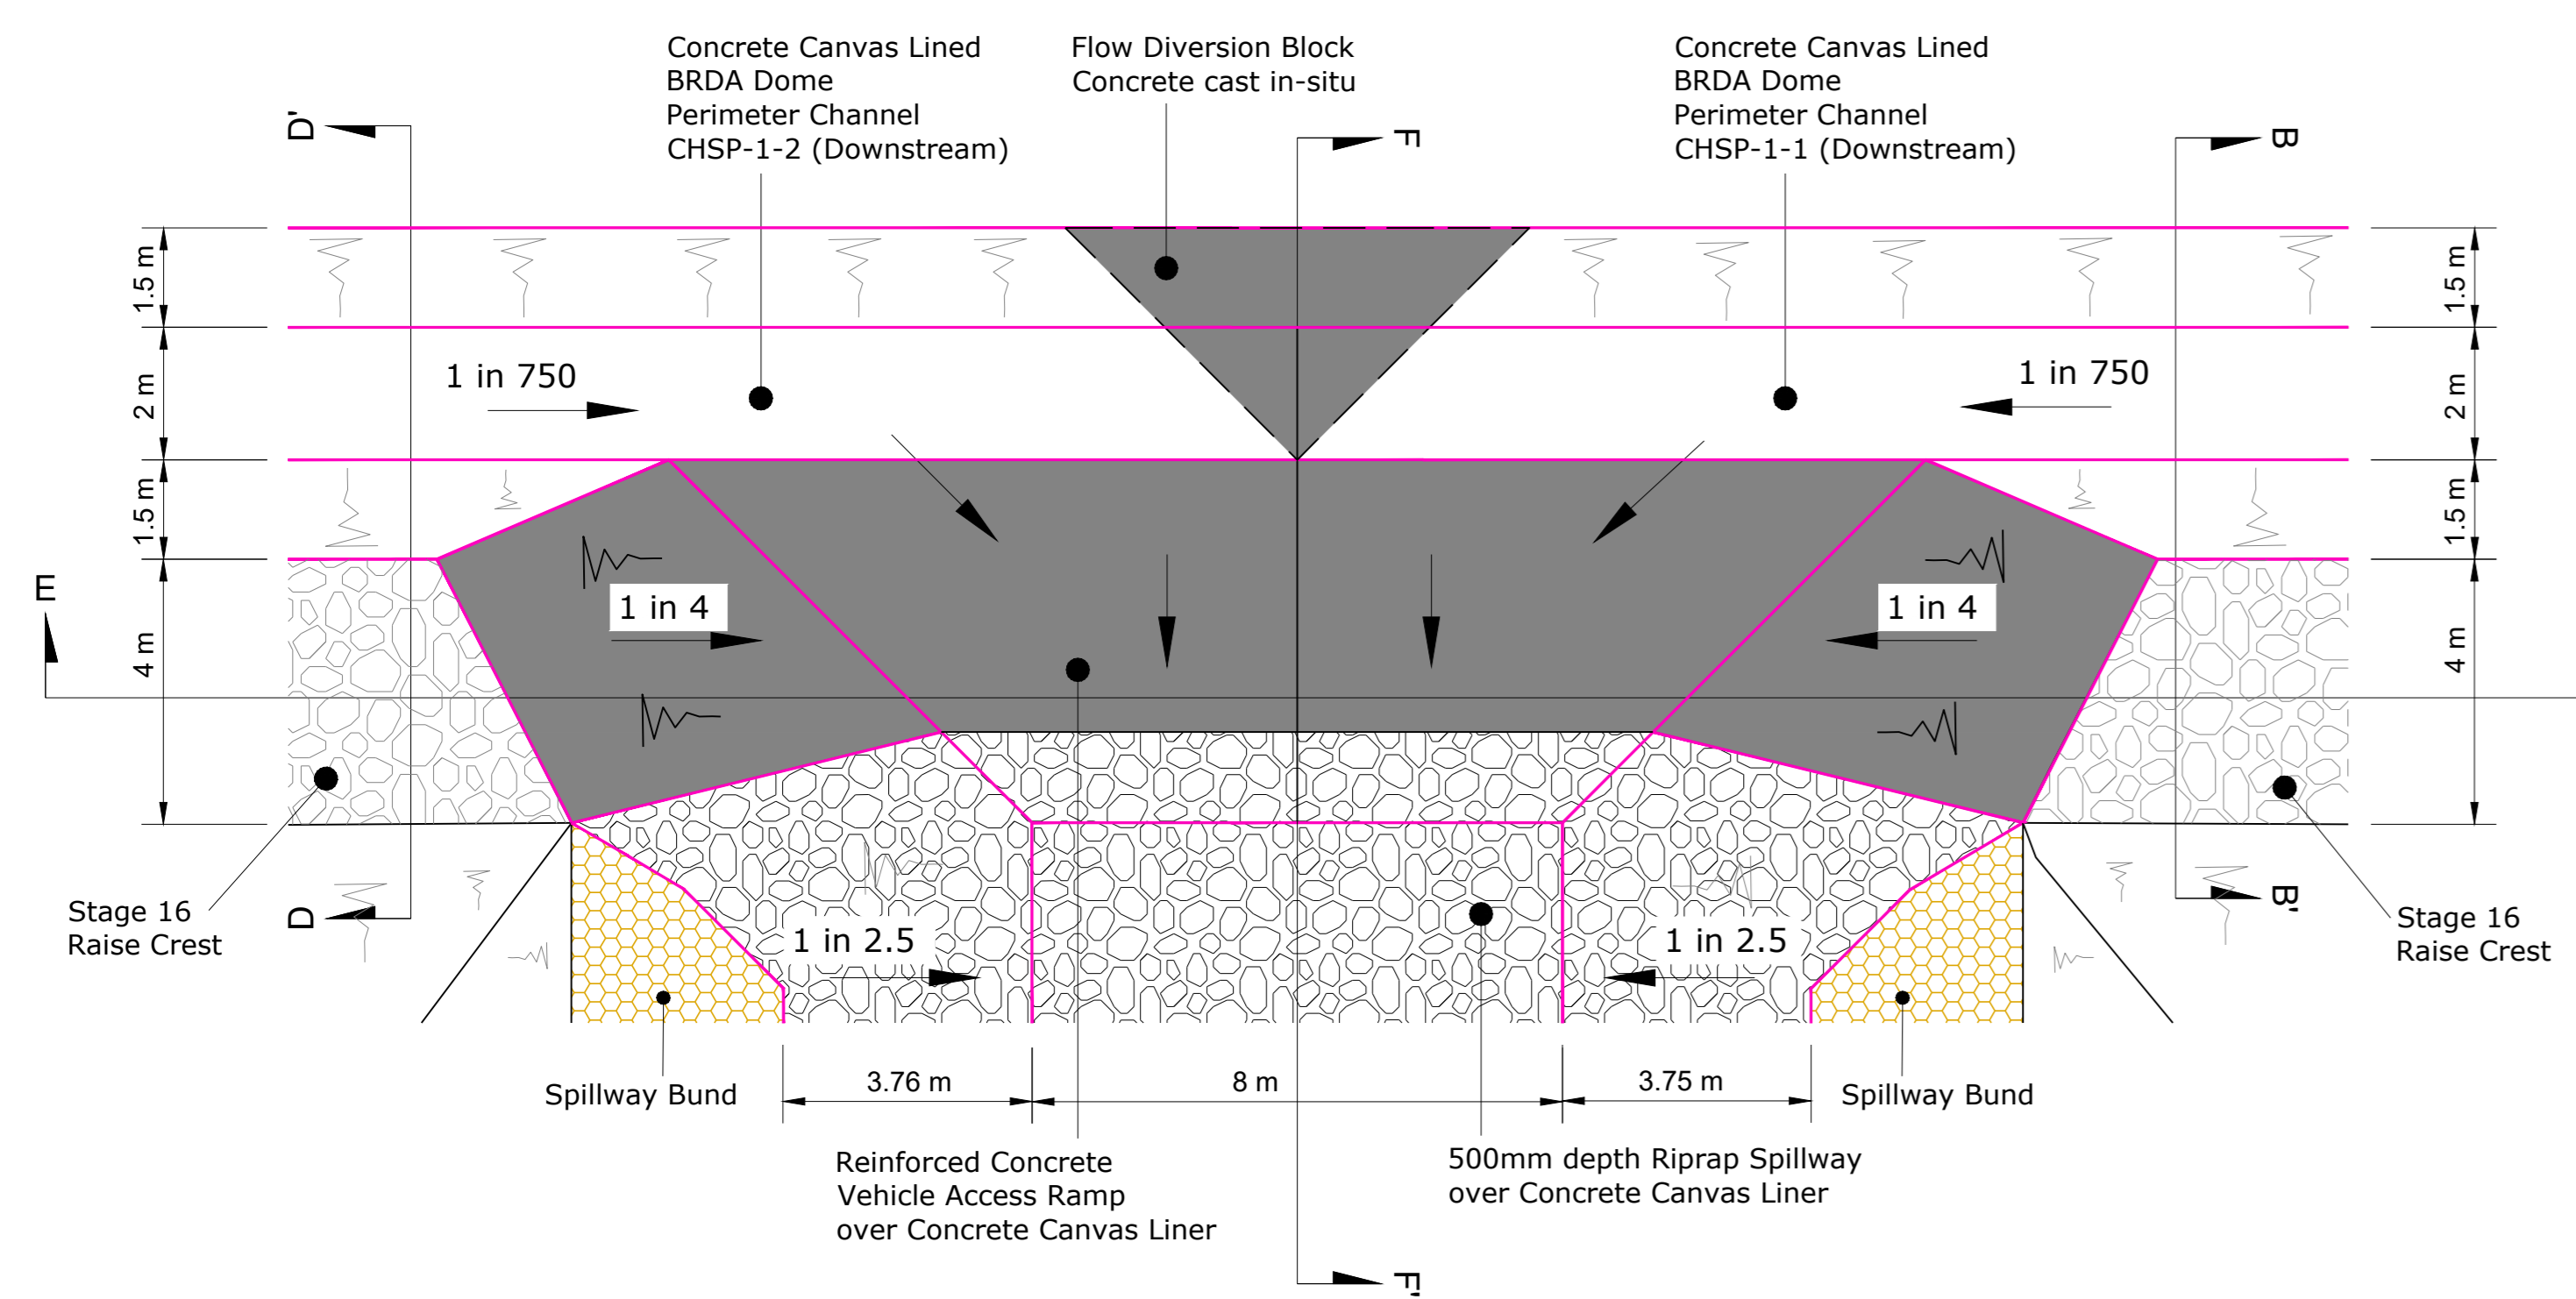 Concrete Canvas Lined
BRDA Dome
Perimeter Channel
CHSP-1-2 (Downstream)
Flow Diversion Block
Concrete cast in-situ
Concrete Canvas Lined
BRDA Dome
Perimeter Channel
CHSP-1-1 (Downstream)
D'
F
B
1.5 m
1.5 m
2 m
1 in 750
1 in 750
2 m
1.5 m
1.5 m
E
4 m
1 in 4
1 in 4
4 m
Stage 16
Raise Crest
D
B'
Stage 16
Raise Crest
1 in 2.5
1 in 2.5
Spillway Bund
3.76 m
8 m
3.75 m
Spillway Bund
Reinforced Concrete
Vehicle Access Ramp
over Concrete Canvas Liner
500mm depth Riprap Spillway
over Concrete Canvas Liner
F'